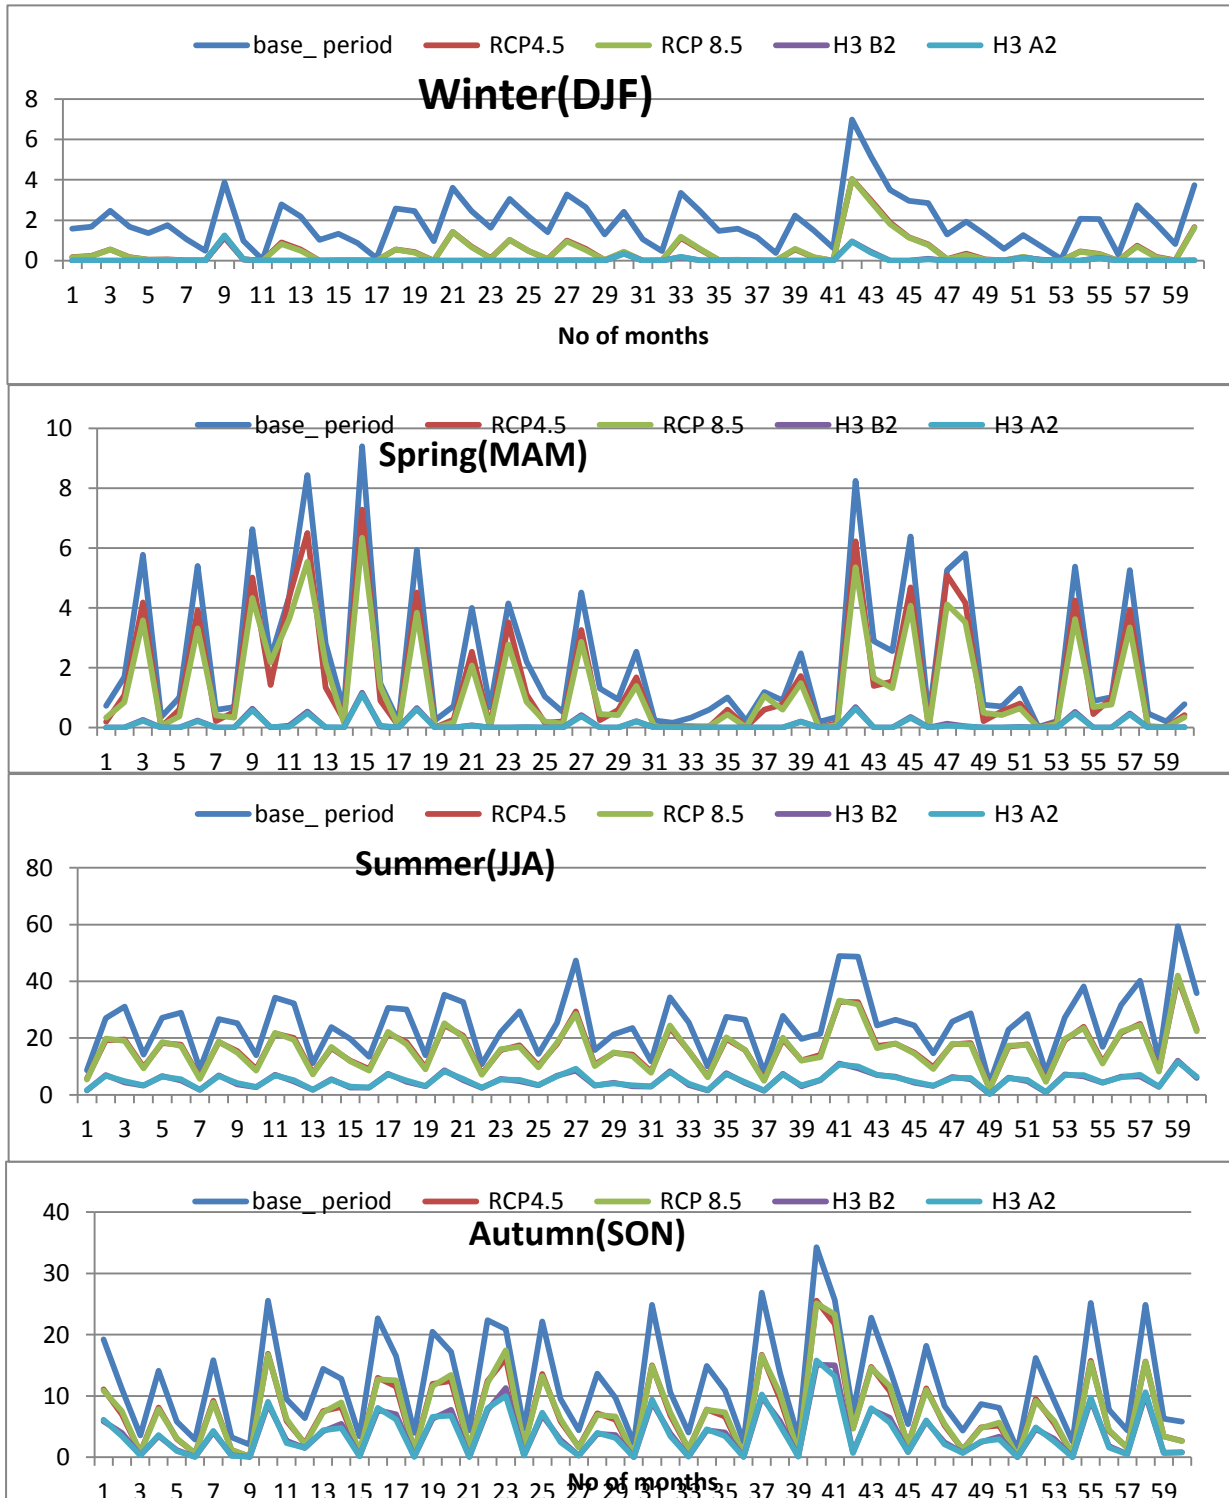 base_ period RCP4.5 RCP 8.5 H3 B2 H3 A2
Winter(DJF)
8
6
4
2
0
1 3 5 7 9 11 13 15 17 19 21 23 25 27 29 31 33 35 37 39 41 43 45 47 49 51 53 55 57 59
No of months
base_ period RCP4.5 RCP 8.5 H3 B2 H3 A2
Spring(MAM)
10
8
6
4
2
0
1 3 5 7 9 11 13 15 17 19 21 23 25 27 29 31 33 35 37 39 41 43 45 47 49 51 53 55 57 59
base_ period RCP4.5 RCP 8.5 H3 B2 H3 A2
Summer(JJA)
80
60
40
20
0
1 3 5 7 9 11 13 15 17 19 21 23 25 27 29 31 33 35 37 39 41 43 45 47 49 51 53 55 57 59
base_ period RCP4.5 RCP 8.5 H3 B2 H3 A2
Autumn(SON)
40
30
20
10
0
1 3 5 7 9 11 13 15 17 19 21 23 25 27 29 31 33 35 37 39 41 43 45 47 49 51 53 55 57 59
No of months